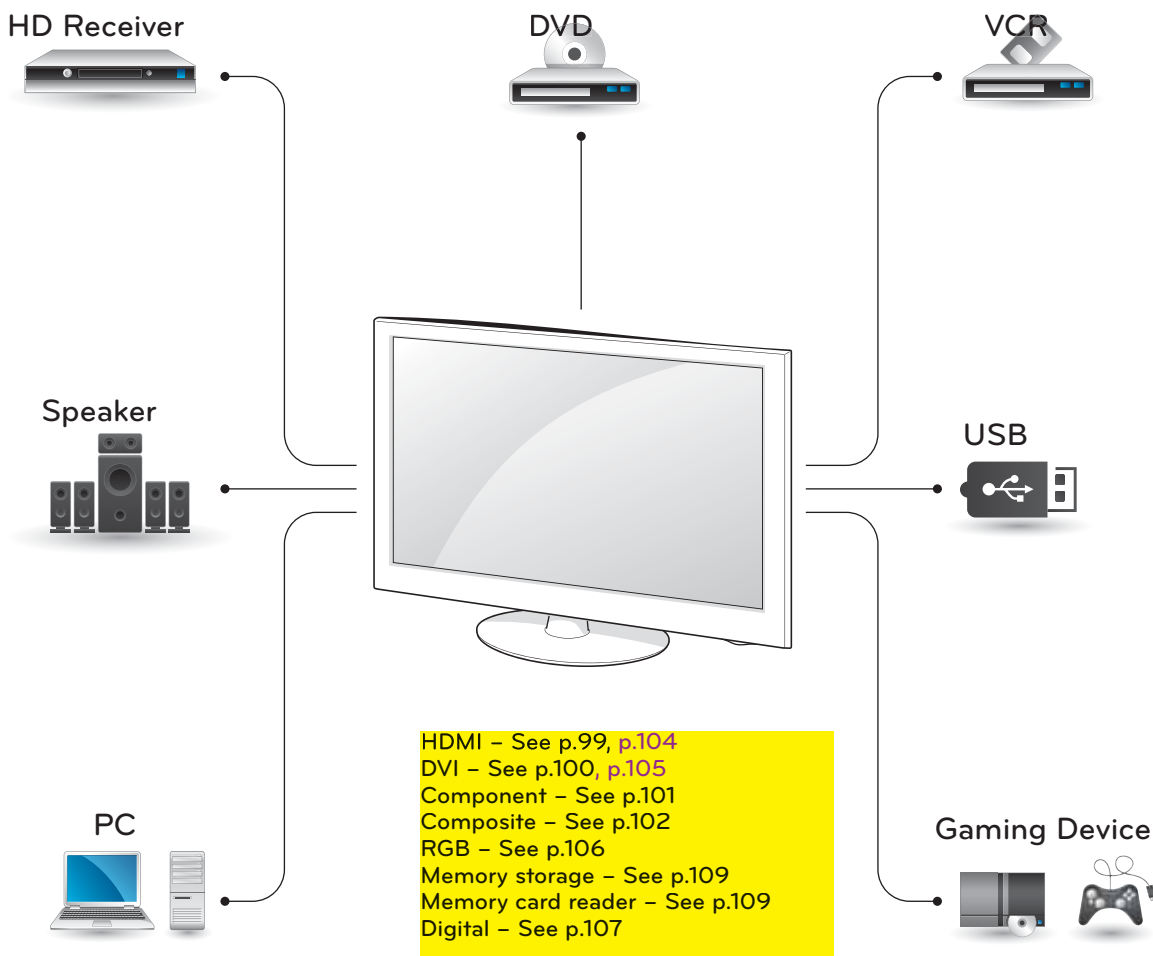 HD Receiver
DVD
VCR
Speaker
USB
HDMI – See p.99, p.104
DVI – See p.100, p.105
Component – See p.101
Composite – See p.102
RGB – See p.106
Memory storage – See p.109
Memory card reader – See p.109
Digital – See p.107
PC
Gaming Device